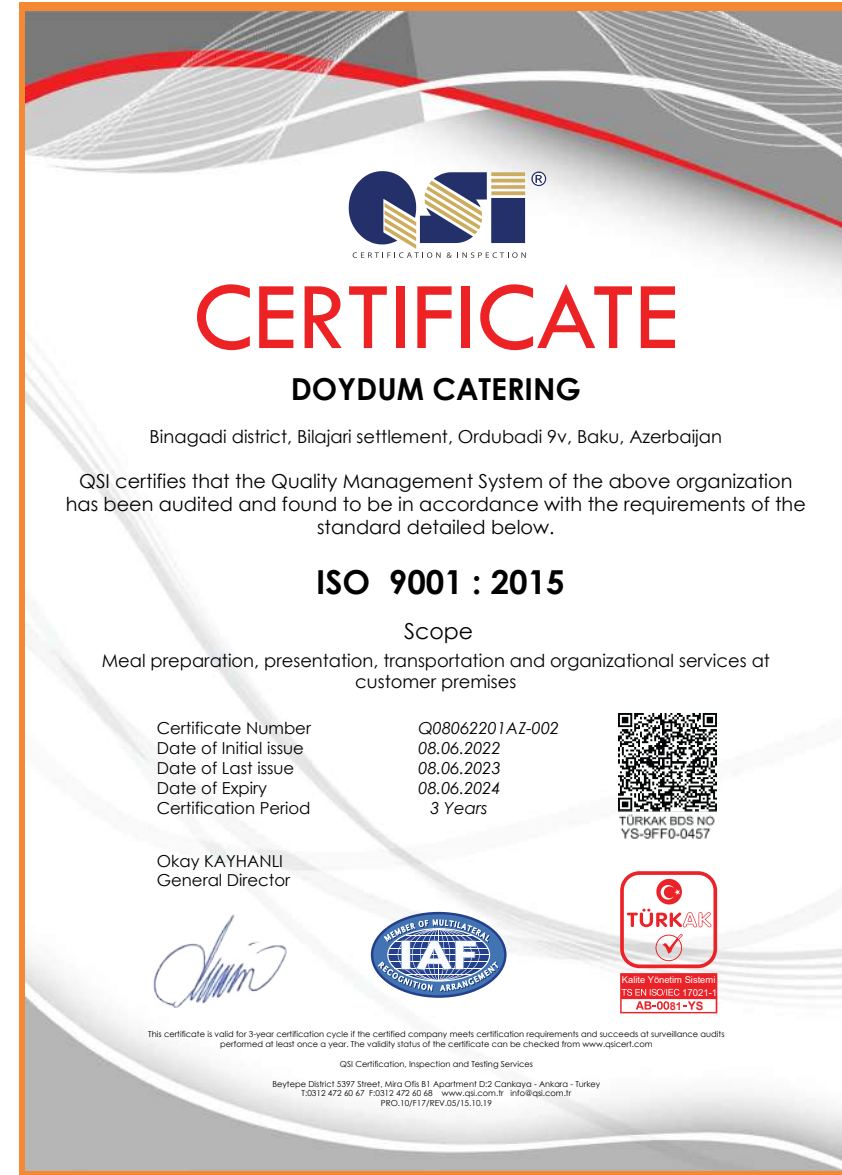 QSI ®
CERTIFICATION & INSPECTION
CERTIFICATE
DOYDUM CATERING
Binagadi district, Bilajari settlement, Ordubadi 9v, Baku, Azerbaijan
QSI certifies that the Quality Management System of the above organization
has been audited and found to be in accordance with the requirements of the
standard detailed below.
ISO 9001 : 2015
Scope
Meal preparation, presentation, transportation and organizational services at
customer premises
Certificate Number Q08062201AZ-002
Date of Initial issue 08.06.2022
Date of Last issue 08.06.2023
Date of Expiry 08.06.2024
Certification Period 3 Years
TÜRKAK BDS NO
YS-9FF0-0457
Okay KAYHANLI
General Director
MEMBER OF MULTILATERAL
IAF
RECOGNITION ARRANGEMENT
TÜRKAK
Kalite Yönetim Sistemi
TS EN ISO/IEC 17021-1
AB-0081-YS
This certificate is valid for 3-year certification cycle if the certified company meets certification requirements and succeeds at surveillance audits
performed at least once a year. The validity status of the certificate can be checked from www.qsicert.com
QSI Certification, Inspection and Testing Services
Beytepe District 5397 Street, Mira Ofis B1 Apartment D:2 Cankaya - Ankara - Turkey
T:0312 472 60 67 F:0312 472 60 68 www.qsi.com.tr info@qsi.com.tr
PRO.10/F17/REV.05/15.10.19